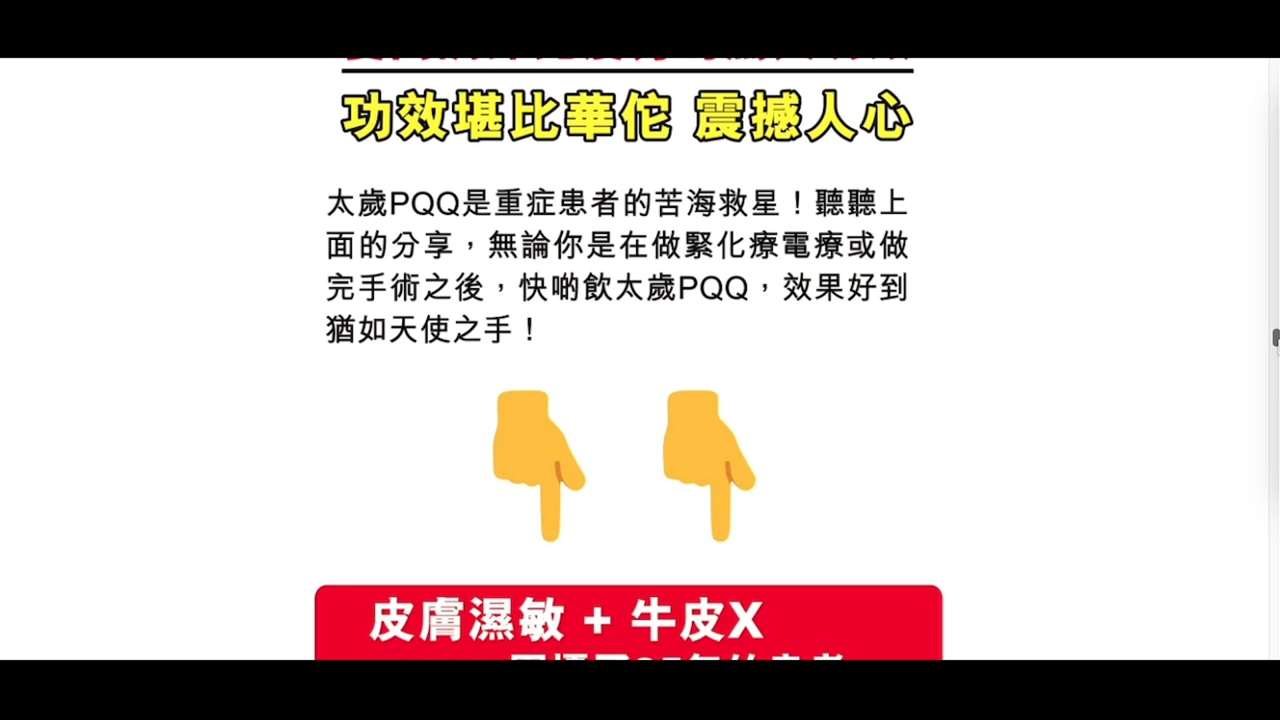 功效堪比華佗 震撼人心
太歲PQQ是重症患者的苦海救星！聽聽上
面的分享，無論你是在做緊化療電療或做
完手術之後，快啲飲太歲PQQ，效果好到
猶如天使之手！
皮膚濕敏 + 牛皮X